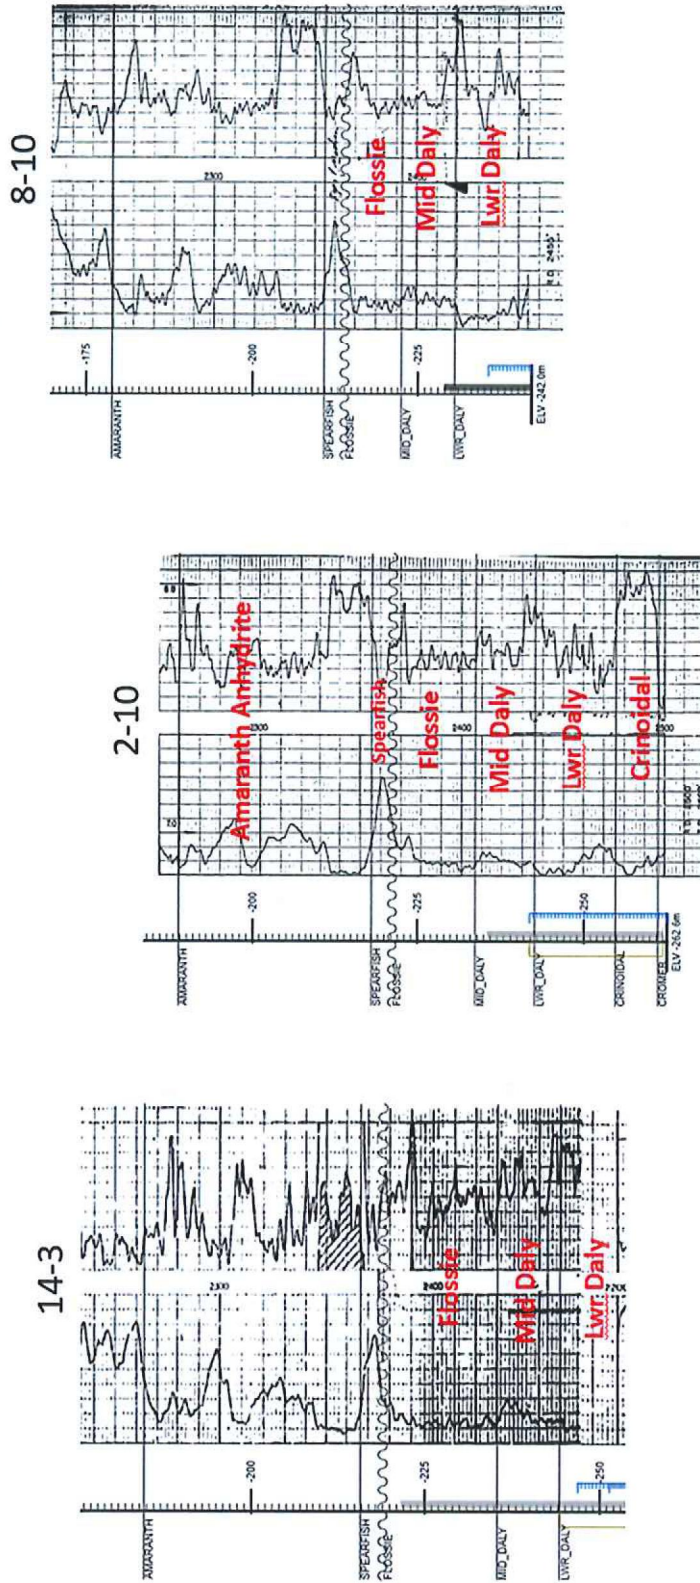 8-10
-175
AMARANTH
-200
2300
SPEARFISH
FLOSSIE
Flossie
-225
2400
MID_DALY
Mid Daly
LWR_DALY
Lwr Daly
ELV -242.0m
2-10
AMARANTH
Amaranth Anhydrite
-200
2300
SPEARFISH
Spearfish
FLOSSIE
Flossie
-225
2400
MID_DALY
Mid Daly
LWR_DALY
Lwr Daly
-250
CRINOIDAL
Crinoidal
CROMER
ELV -262.6m
14-3
AMARANTH
-200
2300
SPEARFISH
FLOSSIE
Flossie
-225
2400
MID_DALY
Mid Daly
LWR_DALY
Lwr Daly
-250